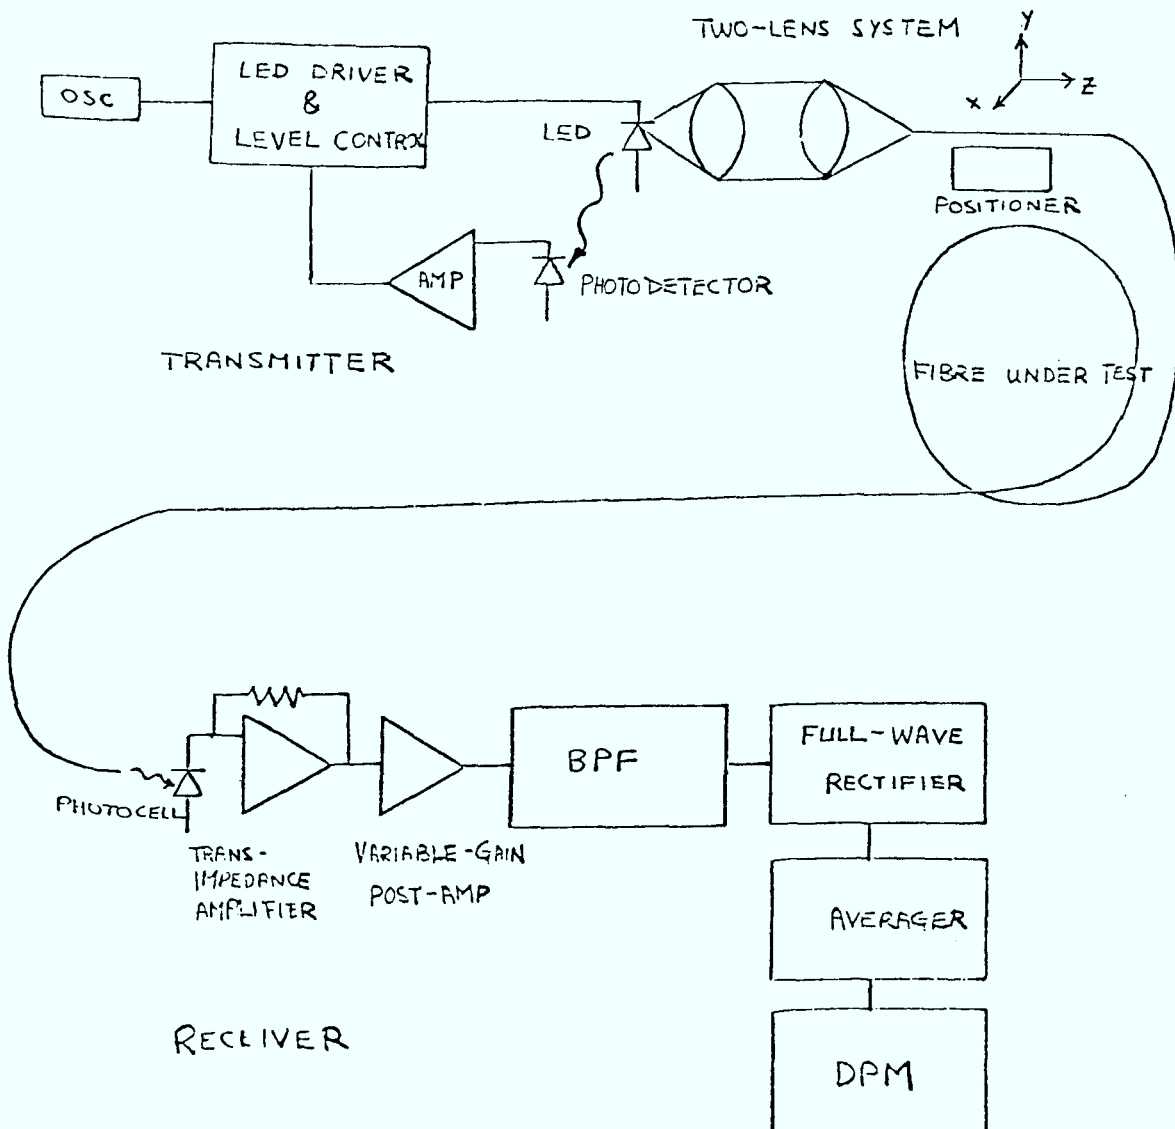 TWO-LENS SYSTEM
Y
Z
X
OSC
LED DRIVER
&
LEVEL CONTROL
LED
POSITIONER
AMP
PHOTODETECTOR
TRANSMITTER
FIBRE UNDER TEST
PHOTOCELL
TRANS-
IMPEDANCE
AMPLIFIER
VARIABLE-GAIN
POST-AMP
BPF
FULL-WAVE
RECTIFIER
AVERAGER
DPM
RECEIVER